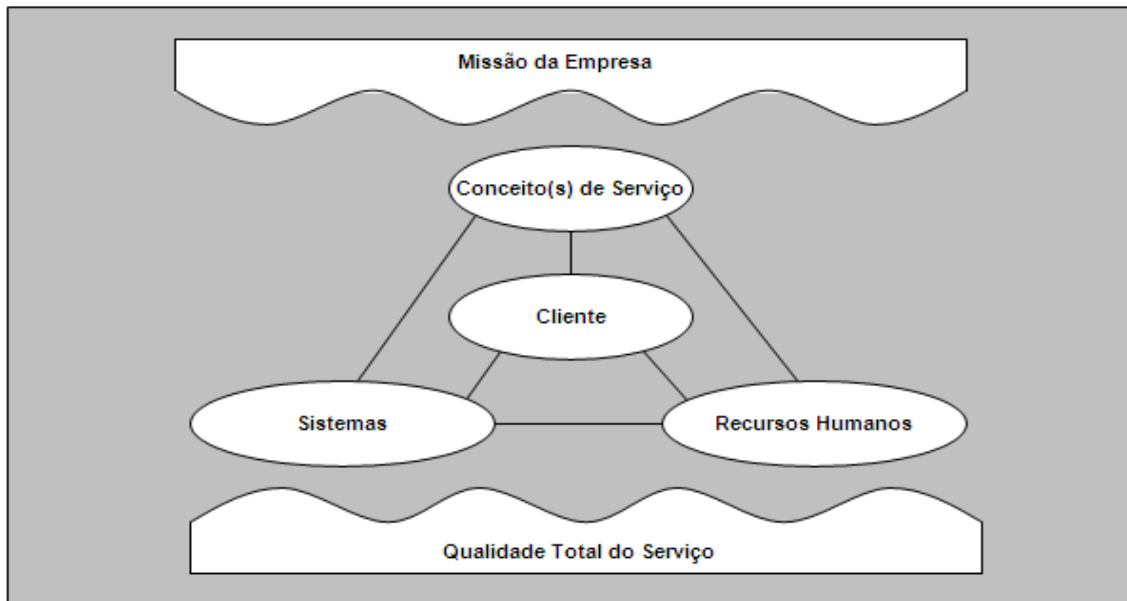 Missão da Empresa
Conceito(s) de Serviço
Cliente
Sistemas
Recursos Humanos
Qualidade Total do Serviço